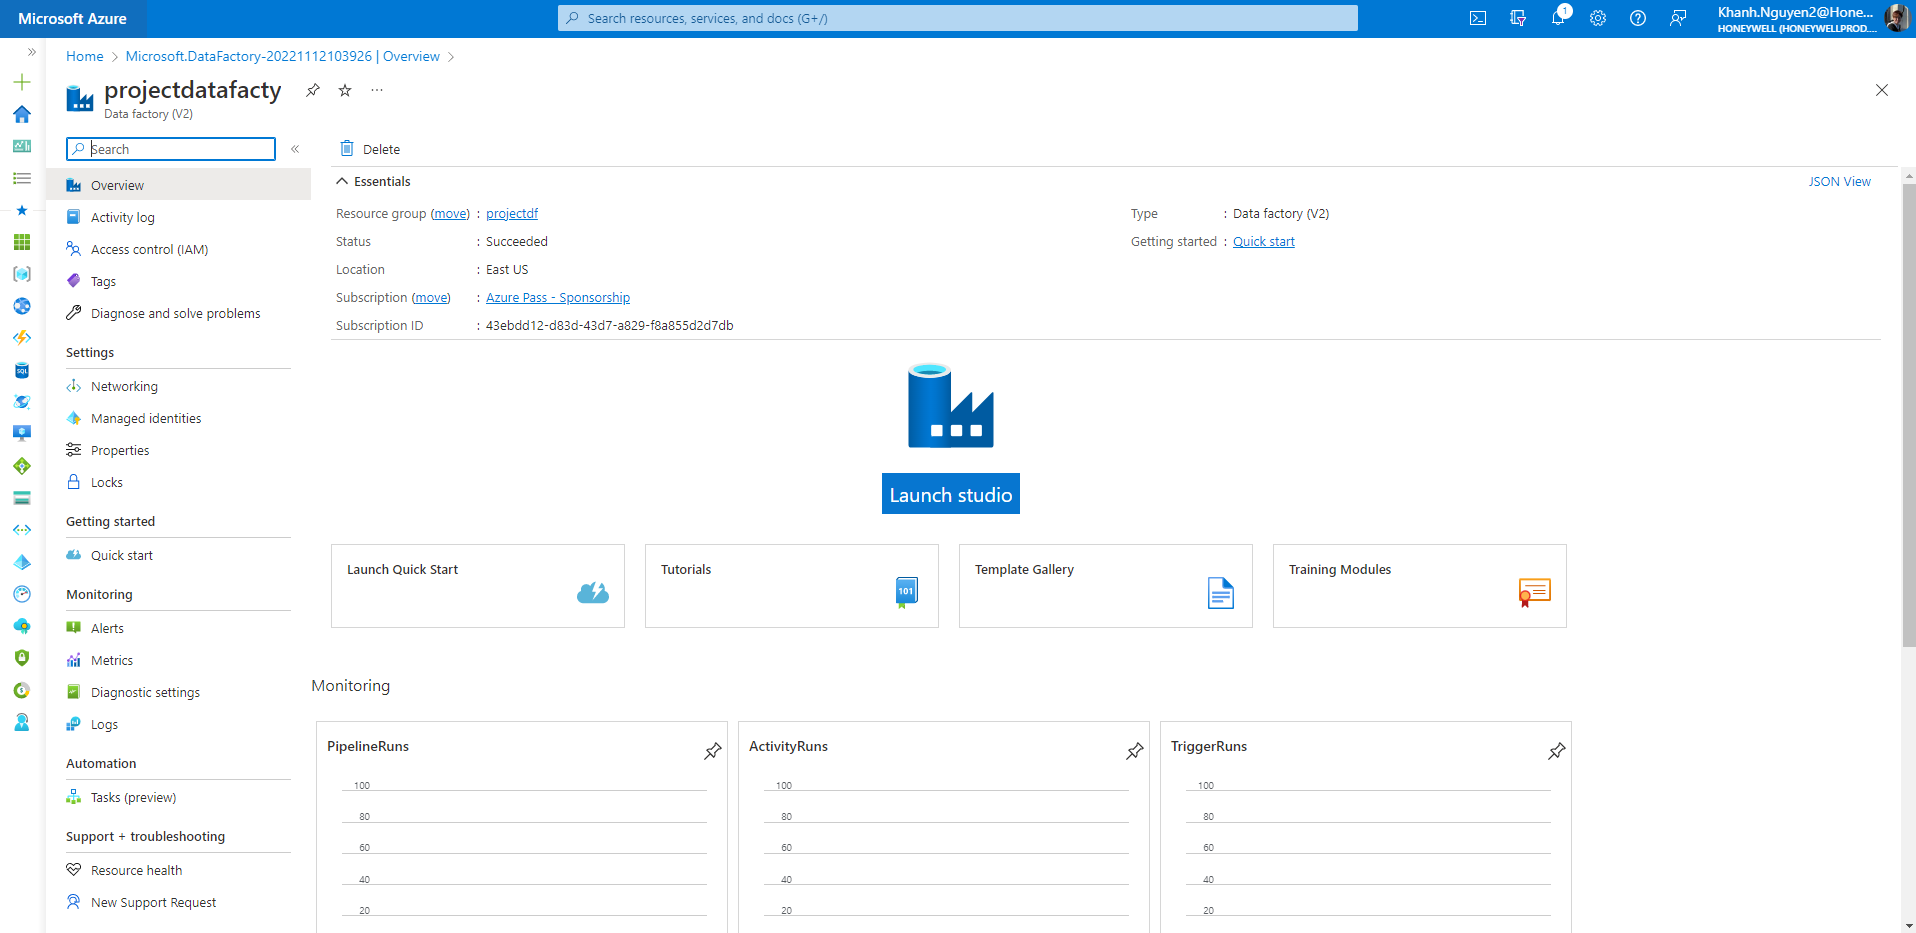 Microsoft Azure
Search resources, services, and docs (G+/)
1
Khanh.Nguyen2@Hone...
HONEYWELL (HONEYWELLPROD....
Home > Microsoft.DataFactory-20221112103926 | Overview >
projectdatafacty
Data factory (V2)
Search
Overview
Activity log
Access control (IAM)
Tags
Diagnose and solve problems
Settings
Networking
Managed identities
Properties
Locks
Getting started
Quick start
Monitoring
Alerts
Metrics
Diagnostic settings
Logs
Automation
Tasks (preview)
Support + troubleshooting
Resource health
New Support Request
Delete
Essentials
JSON View
Resource group (move) : projectdf
Status : Succeeded
Location : East US
Subscription (move) : Azure Pass - Sponsorship
Subscription ID : 43ebdd12-d83d-43d7-a829-f8a855d2d7db
Type : Data factory (V2)
Getting started : Quick start
Launch studio
Launch Quick Start
Tutorials
101
Template Gallery
Training Modules
Monitoring
PipelineRuns
100
80
60
40
20
ActivityRuns
100
80
60
40
20
TriggerRuns
100
80
60
40
20
SQL